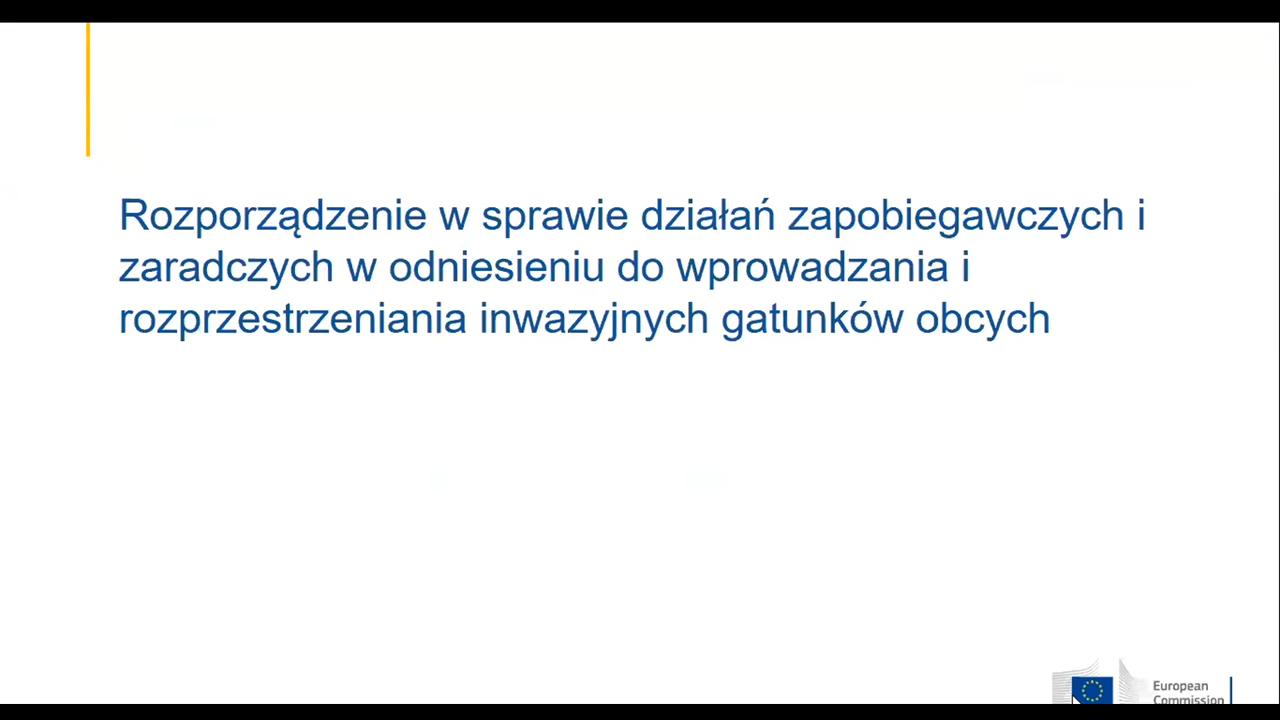 Rozporządzenie w sprawie działań zapobiegawczych i
zaradczych w odniesieniu do wprowadzania i
rozprzestrzeniania inwazyjnych gatunków obcych
European
Commission